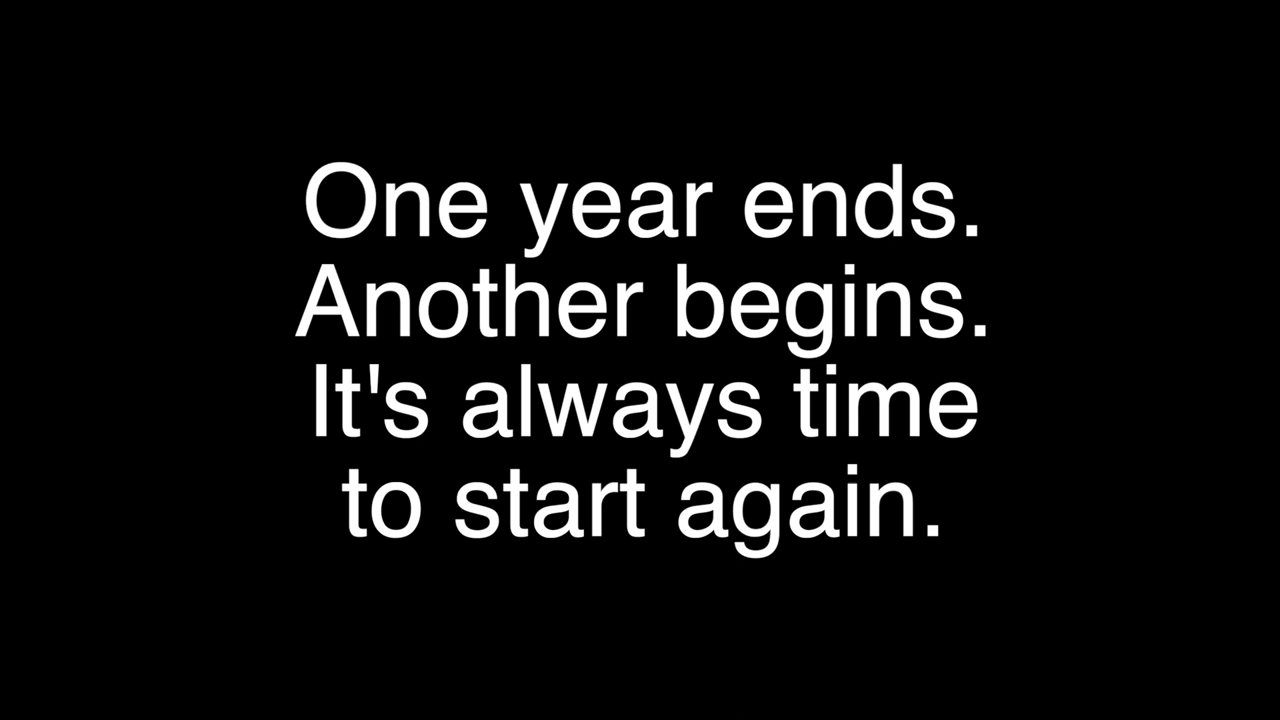 One year ends.
Another begins.
It's always time
to start again.